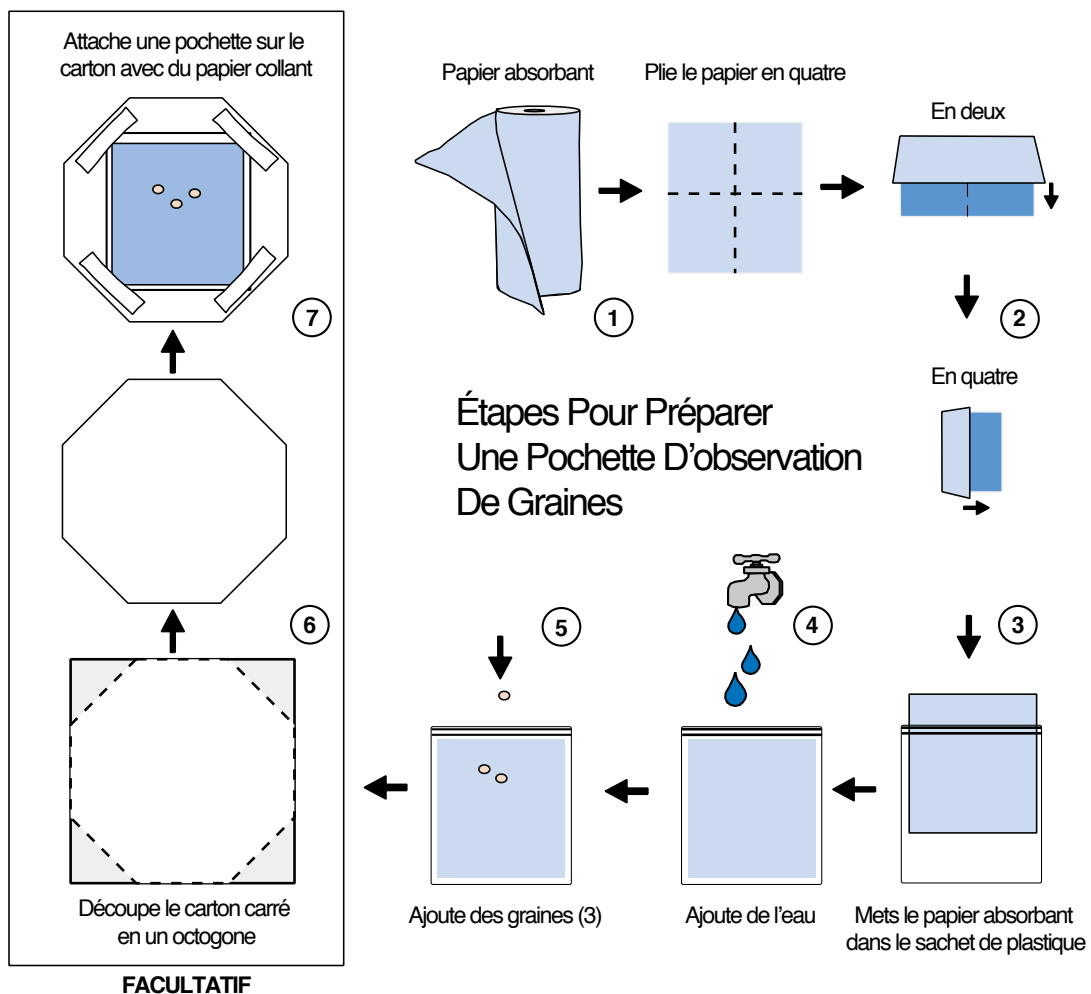 Étapes Pour Préparer
Une Pochette D'observation
De Graines
Papier absorbant
1
Plie le papier en quatre
En deux
2
En quatre
3
Mets le papier absorbant
dans le sachet de plastique
4
Ajoute de l'eau
5
Ajoute des graines (3)
6
Découpe le carton carré
en un octogone
7
Attache une pochette sur le
carton avec du papier collant
FACULTATIF